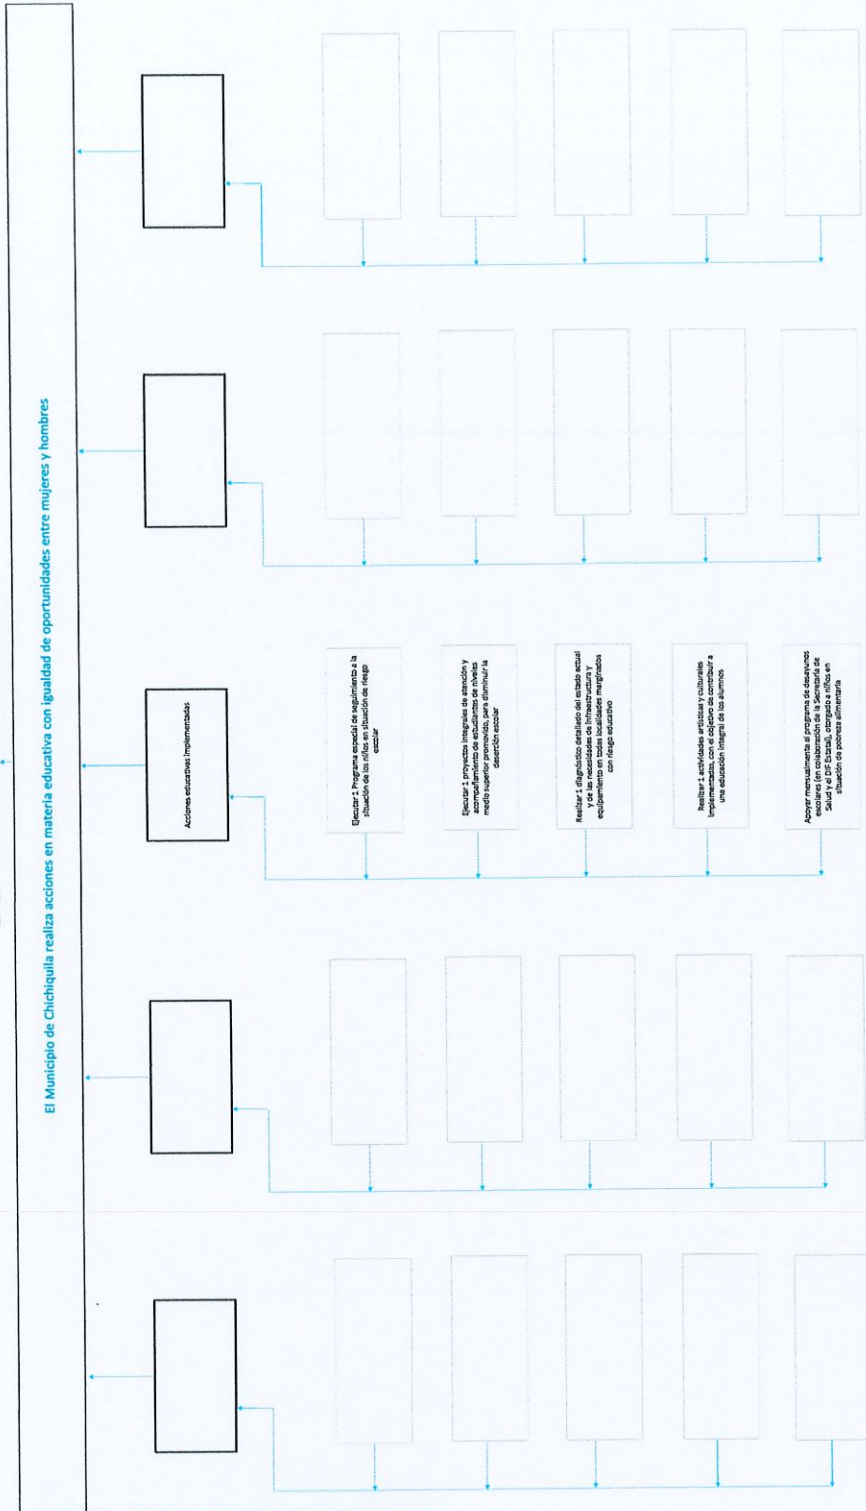 El Municipio de Chichiquila realiza acciones en materia educativa con igualdad de oportunidades entre mujeres y hombres
Acciones educativas implementadas
Ejecutar 1 Programa especial de seguimiento a la
situación de los niños en situación de riesgo
escolar
Ejecutar 1 proyectos integrales de atención y
acompañamiento de estudiantes de niveles
medio superior promovido, para disminuir la
deserción escolar
Realizar 1 diagnóstico detallado del estado actual
y de las necesidades de infraestructura y
equipamiento en todas localidades marginados
con riesgo educativo
Realizar 1 actividades artísticas y culturales
implementadas, con el objetivo de contribuir a
una educación integral de los alumnos
Apoyar mensualmente al programa de desayunos
escolares (en colaboración de la Secretaría de
Salud y el DIF Estatal), otorgado a niños en
situación de pobreza alimentaria